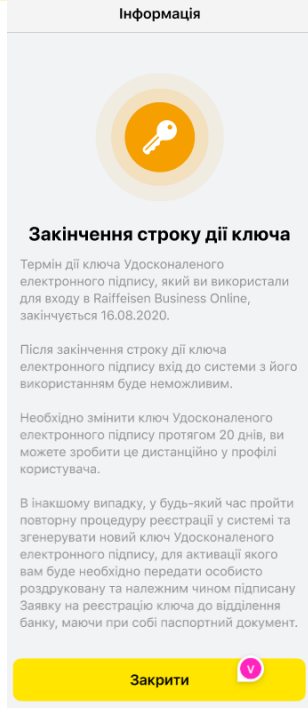 Інформація
Закінчення строку дії ключа
Термін дії ключа Удосконаленого
електронного підпису, який ви використали
для входу в Raiffeisen Business Online,
закінчується 16.08.2020.
Після закінчення строку дії ключа
електронного підпису вхід до системи з його
використанням буде неможливим.
Необхідно змінити ключ Удосконаленого
електронного підпису протягом 20 днів, ви
можете зробити це дистанційно у профілі
користувача.
В інакшому випадку, у будь-який час пройти
повторну процедуру реєстрації у системі та
згенерувати новий ключ Удосконаленого
електронного підпису, для активації якого
вам буде необхідно передати особисто
роздруковану та належним чином підписану
Заявку на реєстрацію ключа до відділення
банку, маючи при собі паспортний документ.
Закрити
V